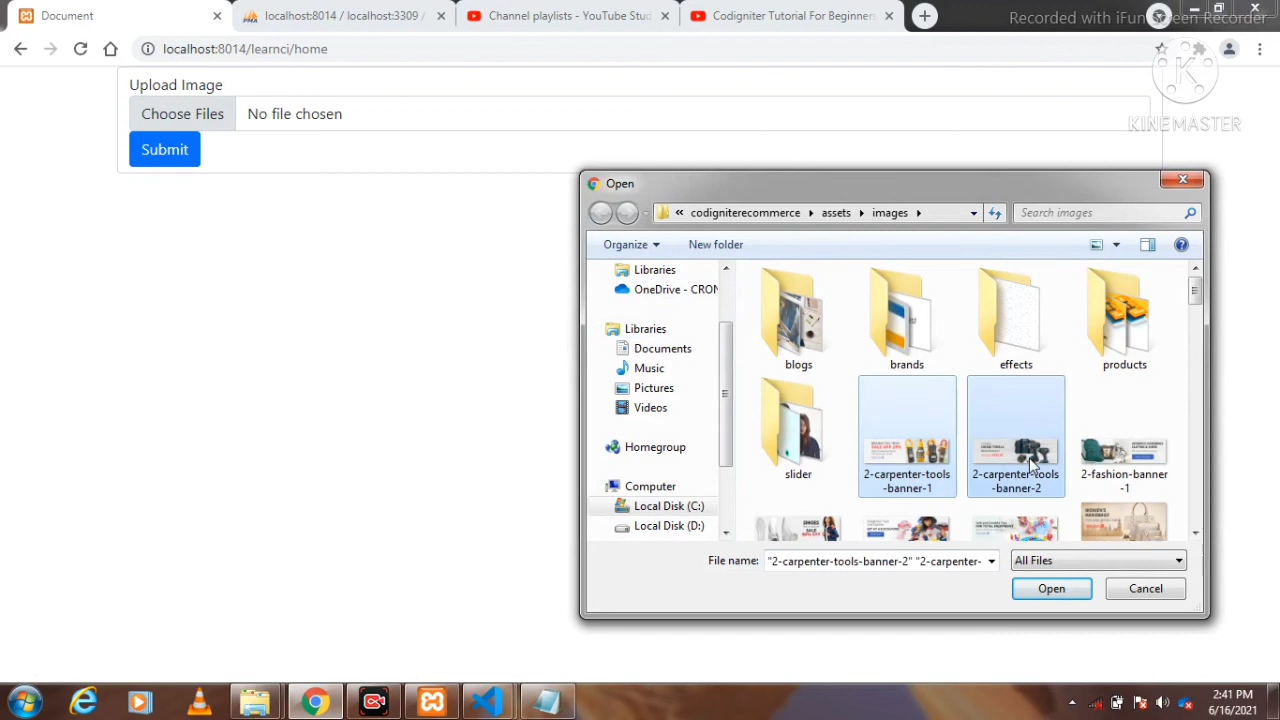 Document
localhost:8014 / localhost:3309 /
Channel playlists - YouTube Stud
Codigniter Tutorial For Beginners
Recorded with iFun Screen Recorder
localhost:8014/learnci/home
Upload Image
Choose Files
No file chosen
Submit
K
KINEMASTER
Open
« codigniterecommerce
assets
images
Search images
Organize
New folder
Libraries
OneDrive - CRON
Libraries
Documents
Music
Pictures
Videos
Homegroup
Computer
Local Disk (C:)
Local Disk (D:)
blogs
brands
effects
products
slider
2-carpenter-tools
-banner-1
2-carpenter-tools
-banner-2
2-fashion-banner
-1
File name:
"2-carpenter-tools-banner-2" "2-carpenter-
All Files
Open
Cancel
2:41 PM
6/16/2021